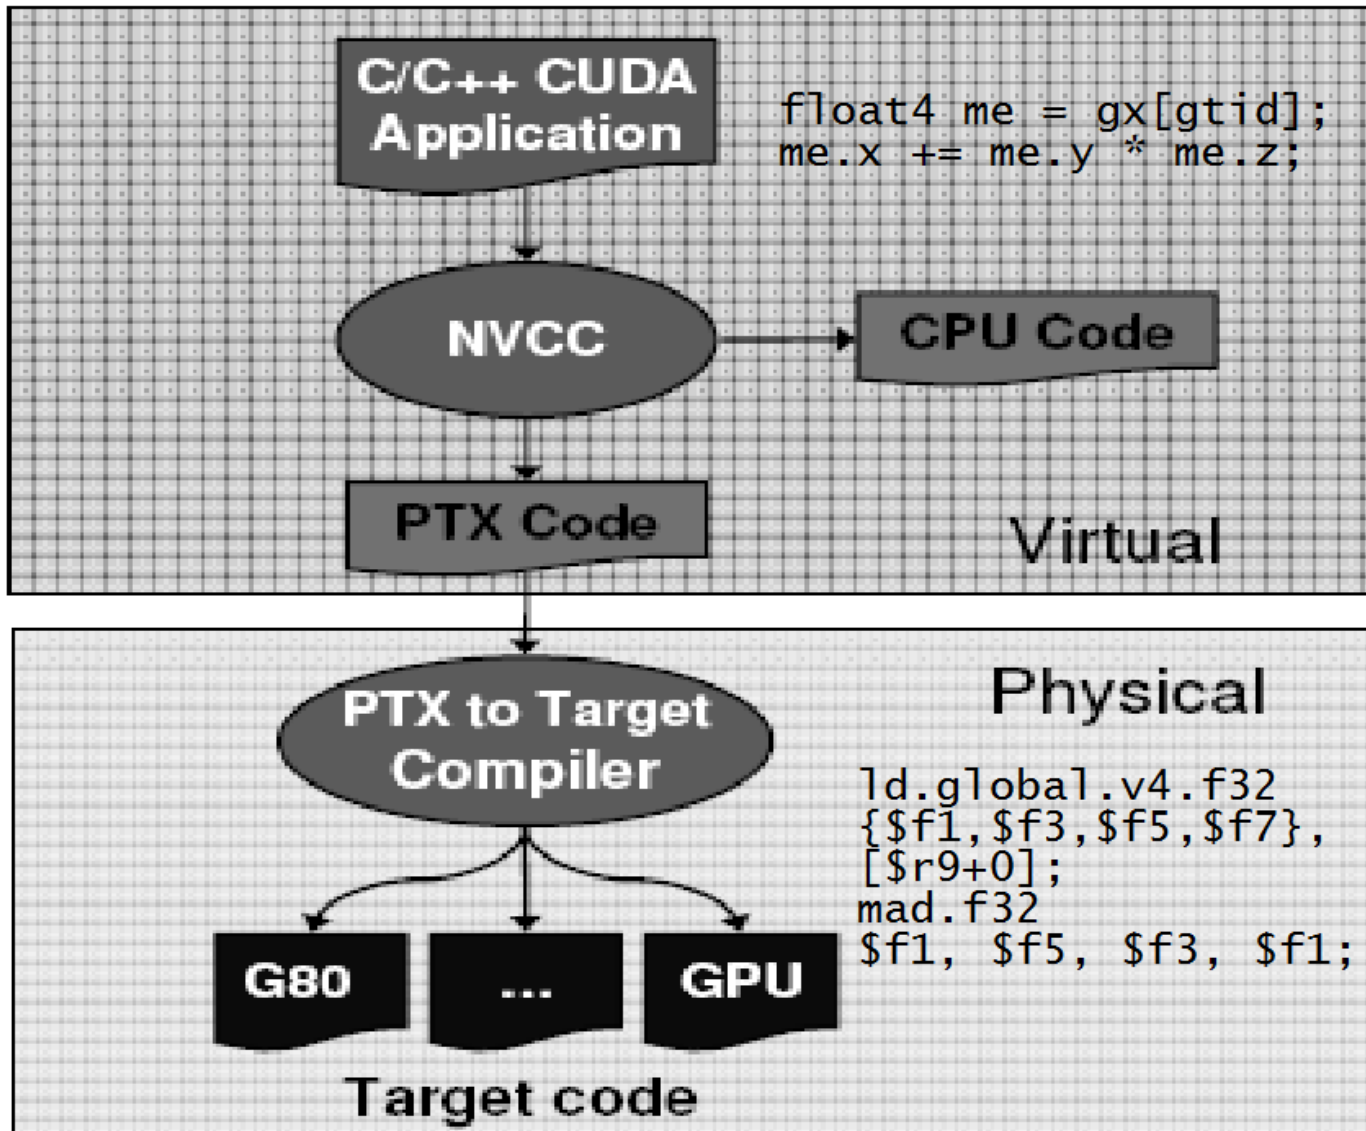 C/C++ CUDA
Application
float4 me = gx[gtid];
me.x += me.y * me.z;
NVCC
CPU Code
PTX Code
Virtual
PTX to Target
Compiler
Physical
ld.global.v4.f32
{$f1,$f3,$f5,$f7},
[$r9+0];
mad.f32
$f1, $f5, $f3, $f1;
G80
...
GPU
Target code